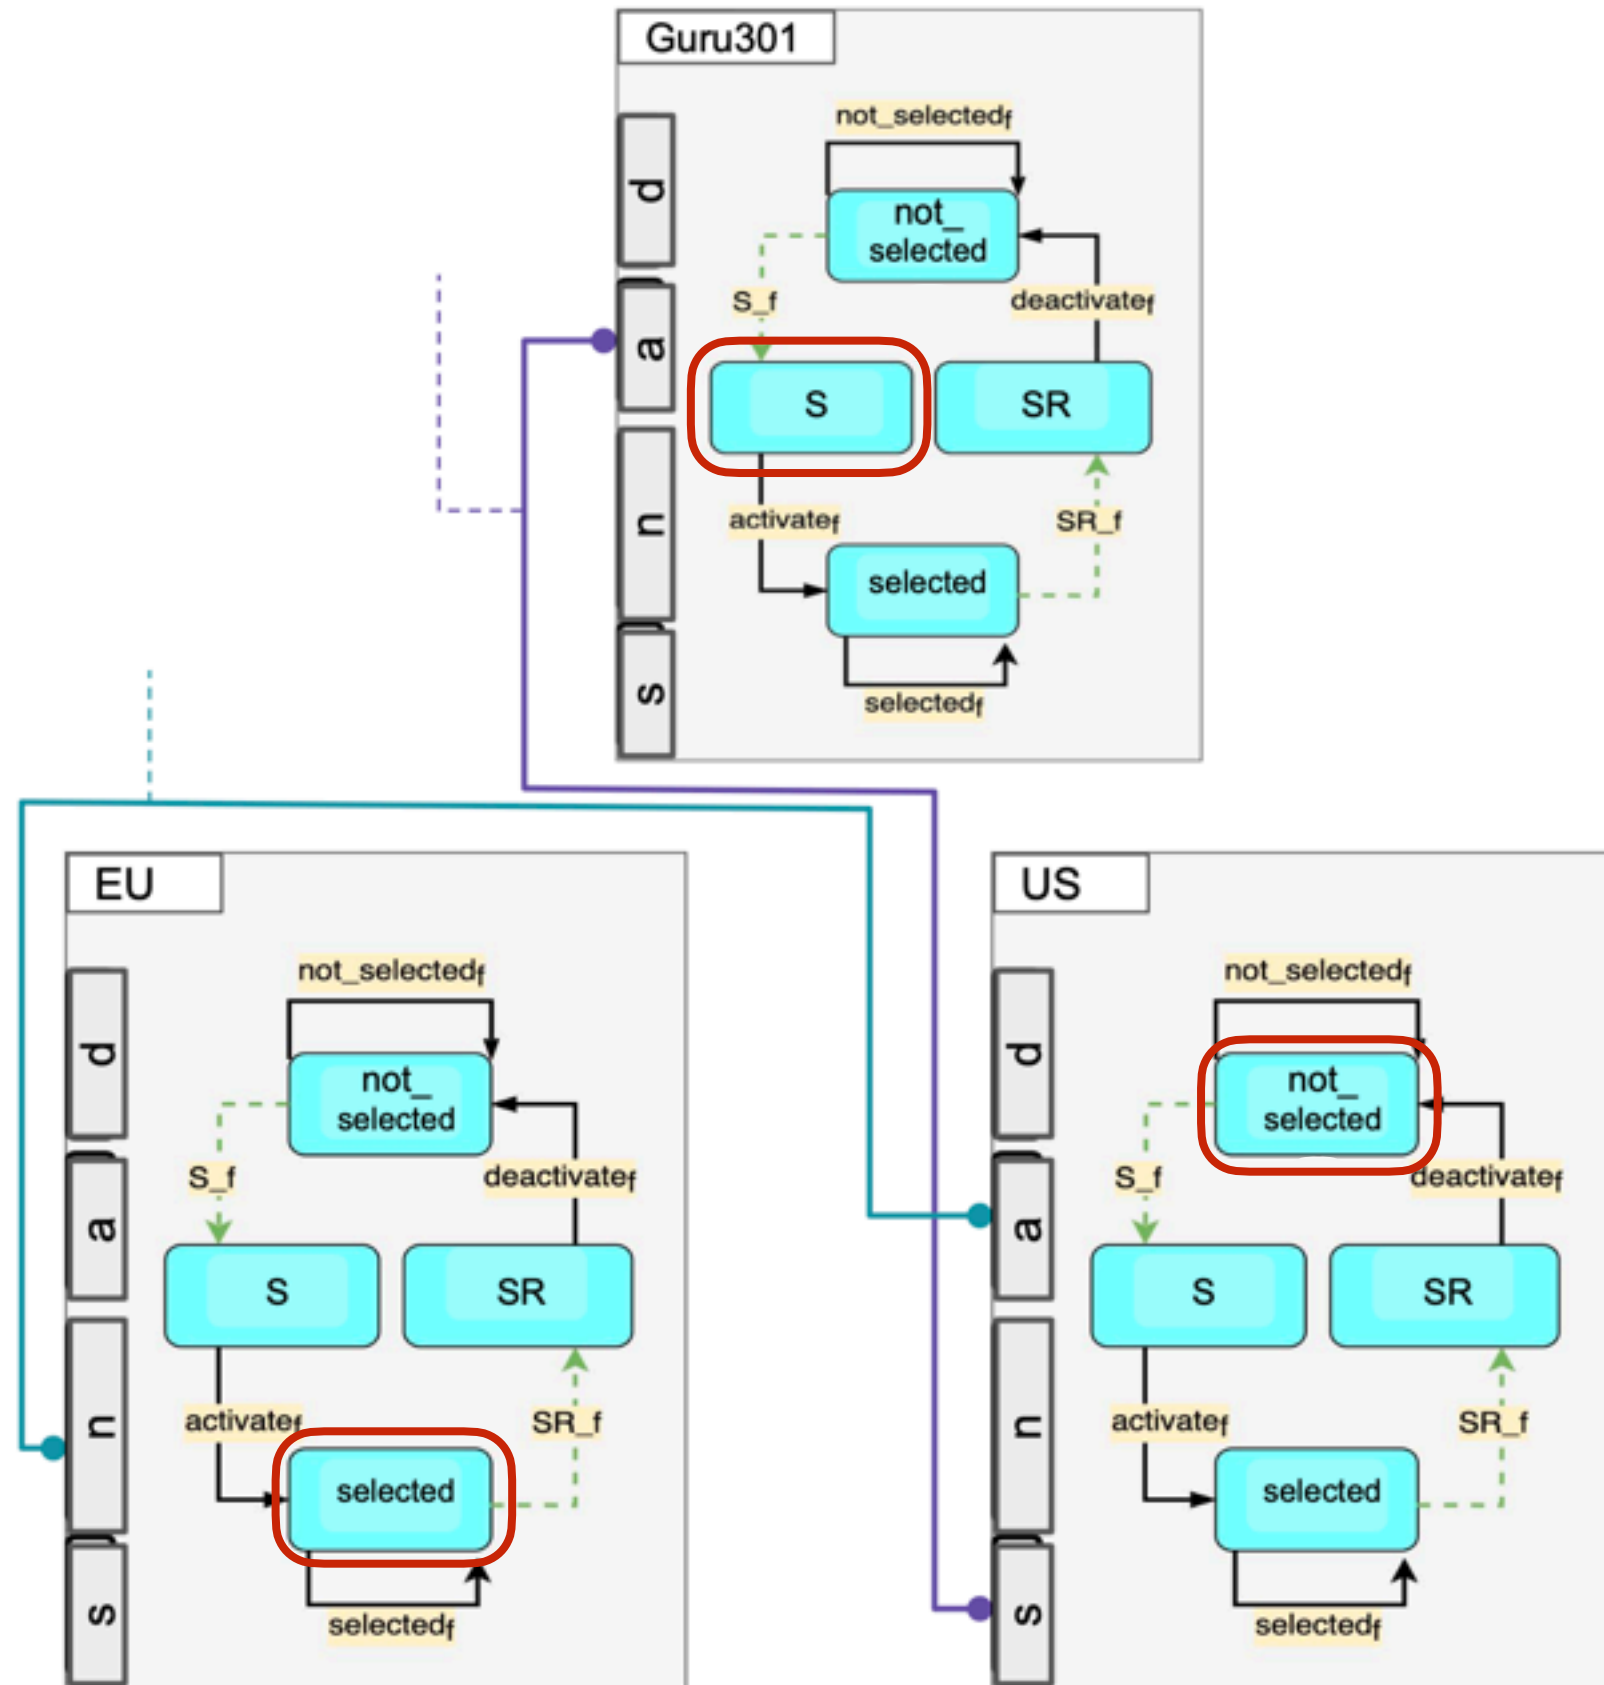 Guru301
not_selectedf
d
not_
selected
S_f
deactivatef
a
S
SR
n
activatef
SR_f
selected
s
selectedf
EU
not_selectedf
d
not_
selected
S_f
deactivatef
a
S
SR
n
activatef
SR_f
selected
s
selectedf
US
not_selectedf
d
not_
selected
S_f
deactivatef
a
S
SR
n
activatef
SR_f
selected
s
selectedf